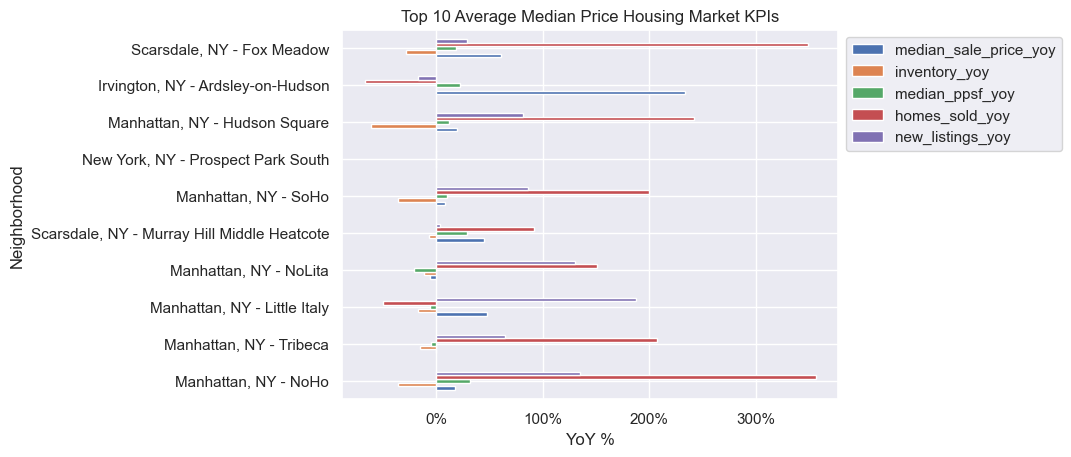 Top 10 Average Median Price Housing Market KPIs
Neighborhood
Scarsdale, NY - Fox Meadow
Irvington, NY - Ardsley-on-Hudson
Manhattan, NY - Hudson Square
New York, NY - Prospect Park South
Manhattan, NY - SoHo
Scarsdale, NY - Murray Hill Middle Heatcote
Manhattan, NY - NoLita
Manhattan, NY - Little Italy
Manhattan, NY - Tribeca
Manhattan, NY - NoHo
0% 100% 200% 300%
YoY %
median_sale_price_yoy
inventory_yoy
median_ppsf_yoy
homes_sold_yoy
new_listings_yoy